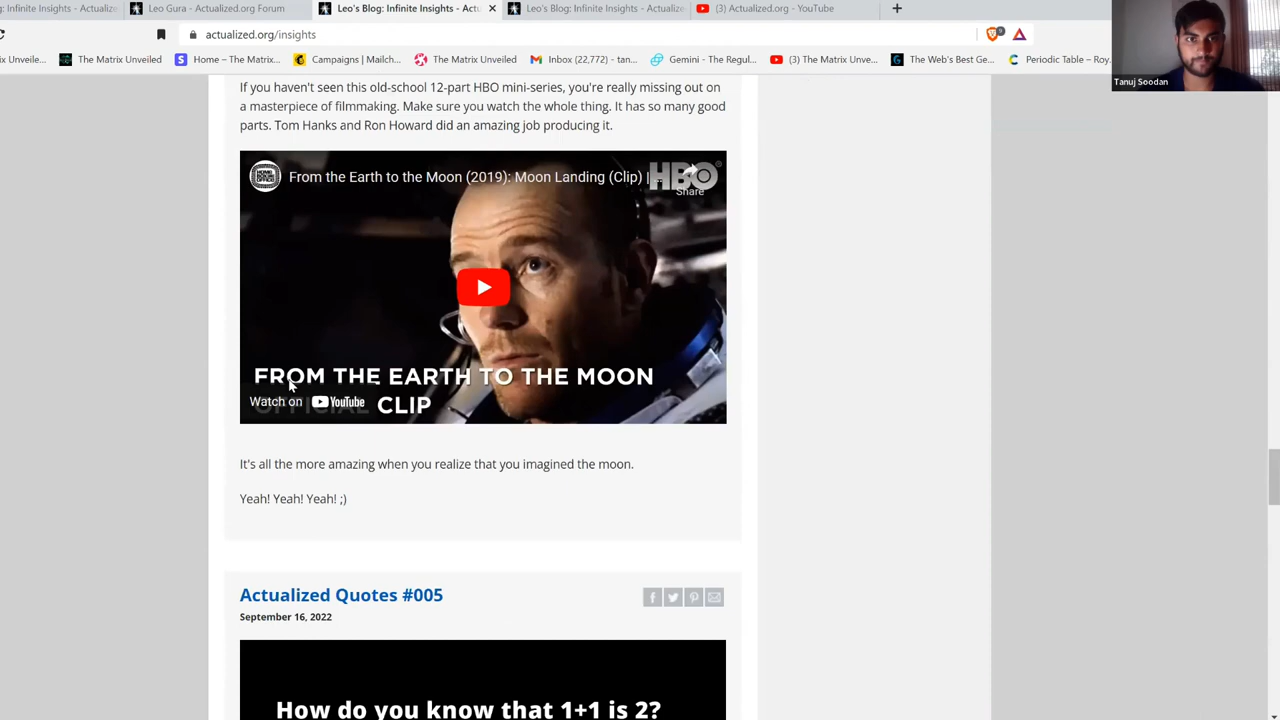 g: Infinite Insights - Actualiz
Leo Gura - Actualized.org Forum
Leo's Blog: Infinite Insights - Actu
Leo's Blog: Infinite Insights - Actualize
(3) Actualized.org - YouTube
actualized.org/insights
9
trix Unveile...
The Matrix Unveiled
Home – The Matrix...
Campaigns | Mailch...
The Matrix Unveiled
Inbox (22,772) - tan...
Gemini - The Regul...
(3) The Matrix Unve...
The Web's Best Ge...
Periodic Table – Roy...
Tanuj Soodan
If you haven't seen this old-school 12-part HBO mini-series, you're really missing out on
a masterpiece of filmmaking. Make sure you watch the whole thing. It has so many good
parts. Tom Hanks and Ron Howard did an amazing job producing it.
From the Earth to the Moon (2019): Moon Landing (Clip) |
HBO
Share
FROM THE EARTH TO THE MOON
OFFICIAL CLIP
Watch on YouTube
It's all the more amazing when you realize that you imagined the moon.
Yeah! Yeah! Yeah! ;)
Actualized Quotes #005
September 16, 2022
How do you know that 1+1 is 2?